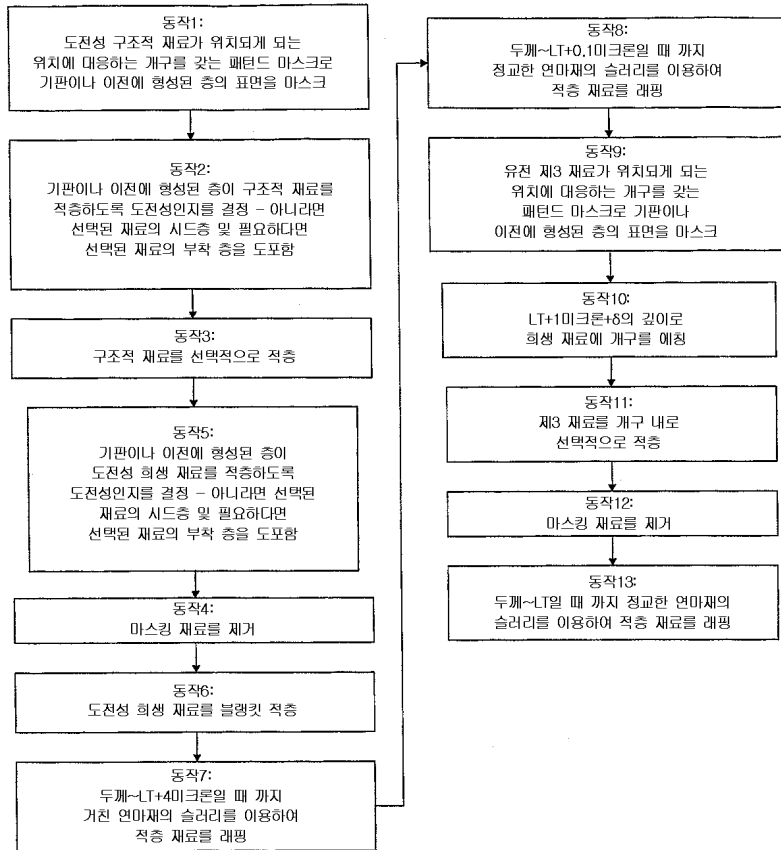 동작1:
도전성 구조적 재료가 위치되게 되는
위치에 대응하는 개구를 갖는 패턴드 마스크로
기판이나 이전에 형성된 층의 표면을 마스크
동작2:
기판이나 이전에 형성된 층이 구조적 재료를
적층하도록 도전성인지를 결정 – 아니라면
선택된 재료의 시드층 및 필요하다면
선택된 재료의 부착 층을 도포함
동작3:
구조적 재료를 선택적으로 적층
동작5:
기판이나 이전에 형성된 층이
도전성 희생 재료를 적층하도록
도전성인지를 결정 – 아니라면 선택된
재료의 시드층 및 필요하다면
선택된 재료의 부착 층을 도포함
동작4:
마스킹 재료를 제거
동작6:
도전성 희생 재료를 블랭킷 적층
동작7:
두께~LT+4미크론일 때 까지
거친 연마재의 슬러리를 이용하여
적층 재료를 래핑
동작8:
두께~LT+0.1미크론일 때 까지
정교한 연마재의 슬러리를 이용하여
적층 재료를 래핑
동작9:
유전 제3 재료가 위치되게 되는
위치에 대응하는 개구를 갖는
패턴드 마스크로 기판이나
이전에 형성된 층의 표면을 마스크
동작10:
LT+1미크론+δ의 깊이로
희생 재료에 개구를 에칭
동작11:
제3 재료를 개구 내로
선택적으로 적층
동작12:
마스킹 재료를 제거
동작13:
두께~LT일 때 까지 정교한 연마재의
슬러리를 이용하여 적층 재료를 래핑